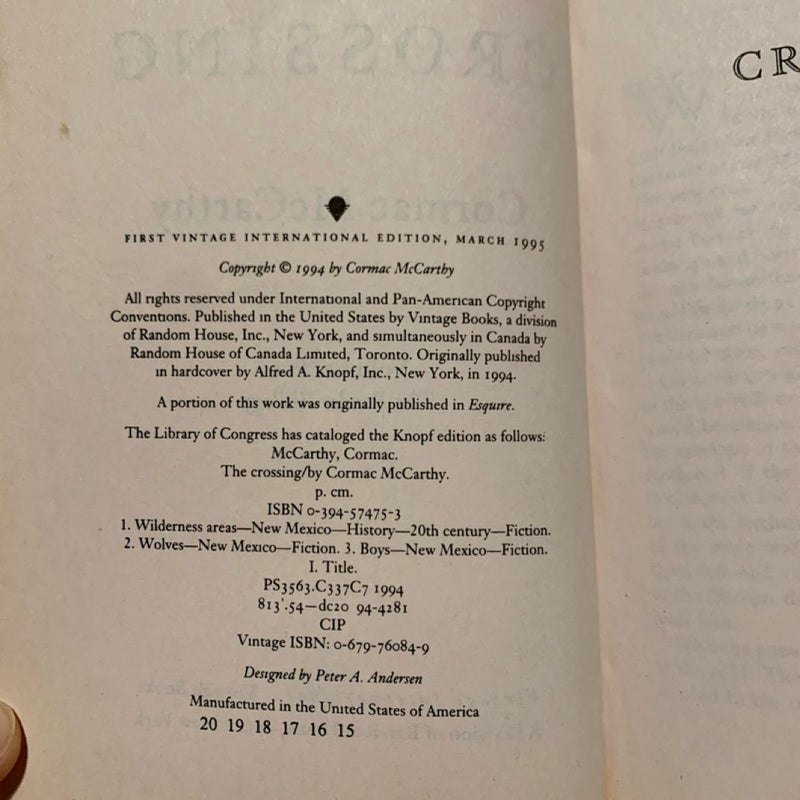 CR
FIRST VINTAGE INTERNATIONAL EDITION, MARCH 1995
Copyright © 1994 by Cormac McCarthy
All rights reserved under International and Pan-American Copyright
Conventions. Published in the United States by Vintage Books, a division
of Random House, Inc., New York, and simultaneously in Canada by
Random House of Canada Limited, Toronto. Originally published
in hardcover by Alfred A. Knopf, Inc., New York, in 1994.
A portion of this work was originally published in Esquire.
The Library of Congress has cataloged the Knopf edition as follows:
McCarthy, Cormac.
The crossing/by Cormac McCarthy.
p. cm.
ISBN 0-394-57475-3
1. Wilderness areas—New Mexico—History—20th century—Fiction.
2. Wolves—New Mexico—Fiction. 3. Boys—New Mexico—Fiction.
I. Title.
PS3563.C337C7 1994
813'.54—dc20 94-4281
CIP
Vintage ISBN: 0-679-76084-9
Designed by Peter A. Andersen
Manufactured in the United States of America
20 19 18 17 16 15